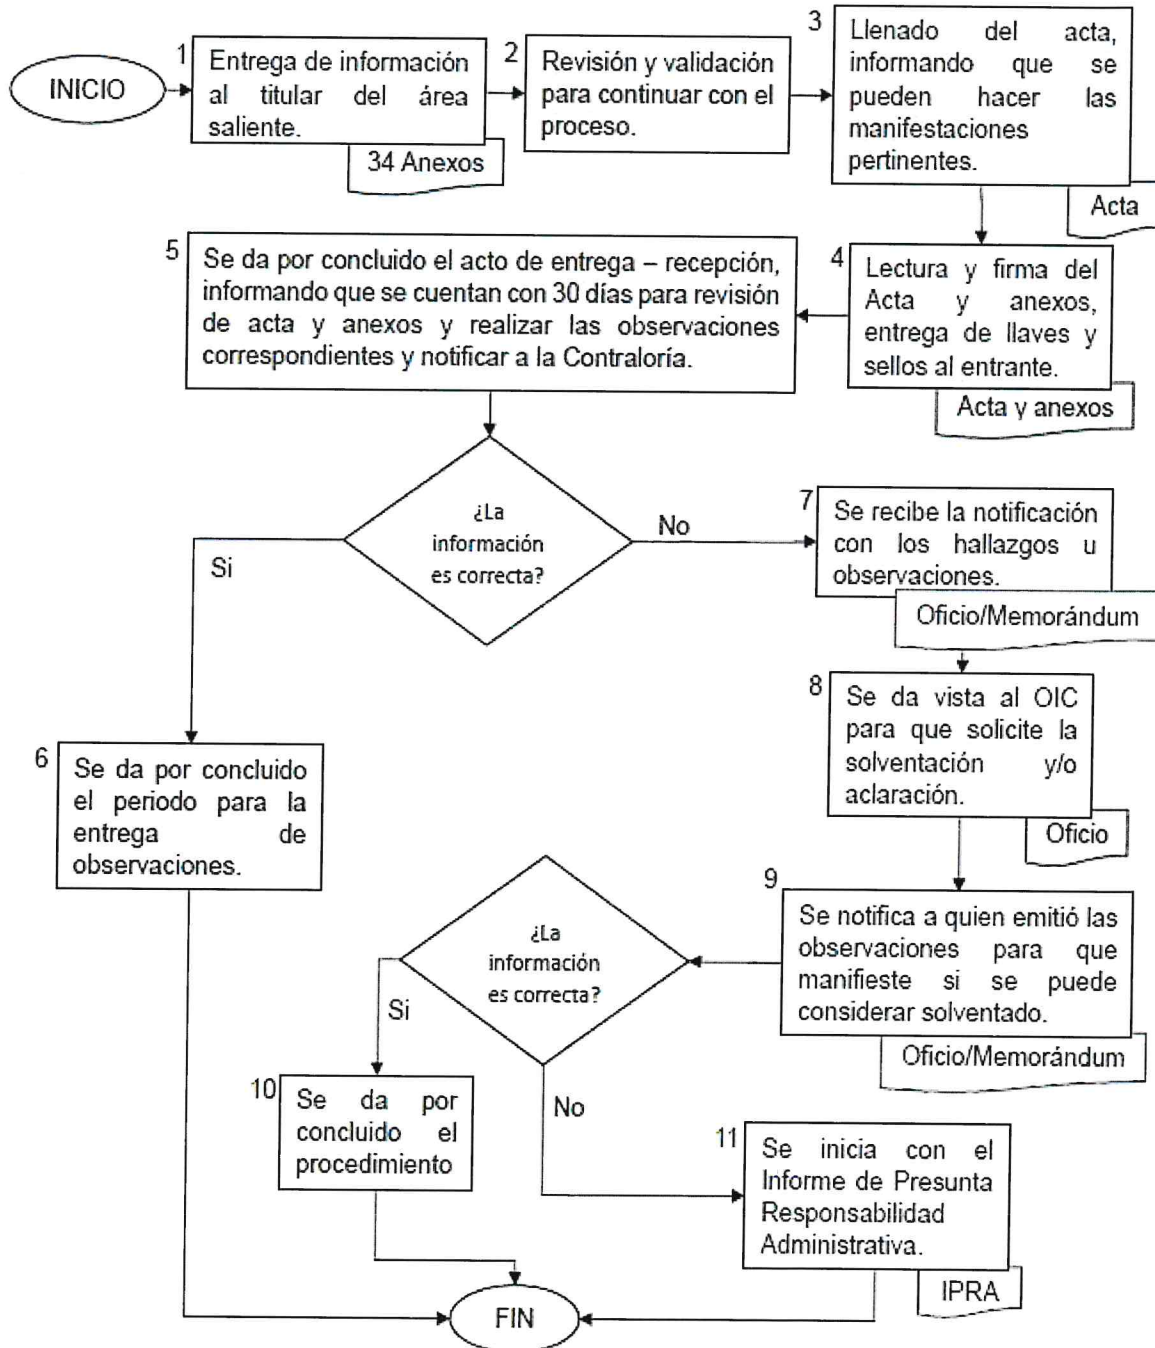 INICIO
1
Entrega de información
al titular del área
saliente.
34 Anexos
2
Revisión y validación
para continuar con el
proceso.
3
Llenado del acta,
informando que se
pueden hacer las
manifestaciones
pertinentes.
Acta
4
Lectura y firma del
Acta y anexos,
entrega de llaves y
sellos al entrante.
Acta y anexos
5
Se da por concluido el acto de entrega – recepción,
informando que se cuentan con 30 días para revisión
de acta y anexos y realizar las observaciones
correspondientes y notificar a la Contraloría.
¿La
información
es correcta?
Si
No
6
Se da por concluido
el periodo para la
entrega de
observaciones.
7
Se recibe la notificación
con los hallazgos u
observaciones.
Oficio/Memorándum
8
Se da vista al OIC
para que solicite la
solventación y/o
aclaración.
Oficio
9
Se notifica a quien emitió las
observaciones para que
manifieste si se puede
considerar solventado.
Oficio/Memorándum
¿La
información
es correcta?
Si
No
10
Se da por
concluido el
procedimiento
11
Se inicia con el
Informe de Presunta
Responsabilidad
Administrativa.
IPRA
FIN